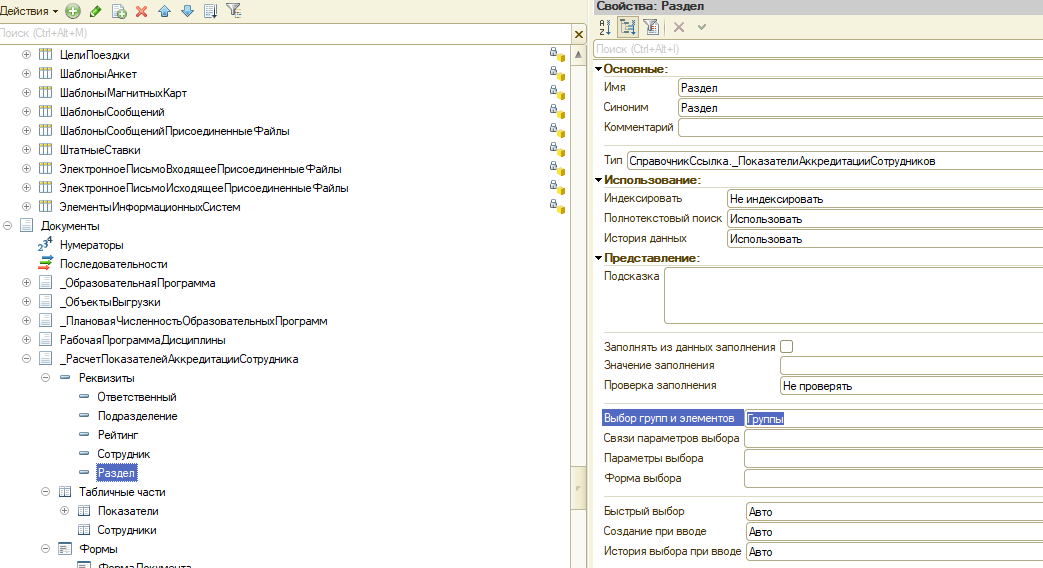 Действия
Поиск (Ctrl+Alt+M)
ЦелиПоездки
ШаблоныАнкет
ШаблоныМагнитныхКарт
ШаблоныСообщений
ШаблоныСообщенийПрисоединенныеФайлы
ШтатныеСтавки
ЭлектронноеПисьмоВходящееПрисоединенныеФайлы
ЭлектронноеПисьмоИсходящееПрисоединенныеФайлы
ЭлементыИнформационныхСистем
Документы
Нумераторы
Последовательности
_ОбразовательнаяПрограмма
_ОбъектыВыгрузки
_ПлановаяЧисленностьОбразовательныхПрограмм
РабочаяПрограммаДисциплины
_РасчетПоказателейАккредитацииСотрудника
Реквизиты
Ответственный
Подразделение
Рейтинг
Сотрудник
Раздел
Табличные части
Показатели
Сотрудники
Формы
ФормаДокумента
Свойства: Раздел
Поиск (Ctrl+Alt+I)
Основные:
Имя Раздел
Синоним Раздел
Комментарий
Тип СправочникСсылка._ПоказателиАккредитацииСотрудников
Использование:
Индексировать Не индексировать
Полнотекстовый поиск Использовать
История данных Использовать
Представление:
Подсказка
Заполнять из данных заполнения
Значение заполнения
Проверка заполнения Не проверять
Выбор групп и элементов Группы
Связи параметров выбора
Параметры выбора
Форма выбора
Быстрый выбор Авто
Создание при вводе Авто
История выбора при вводе Авто